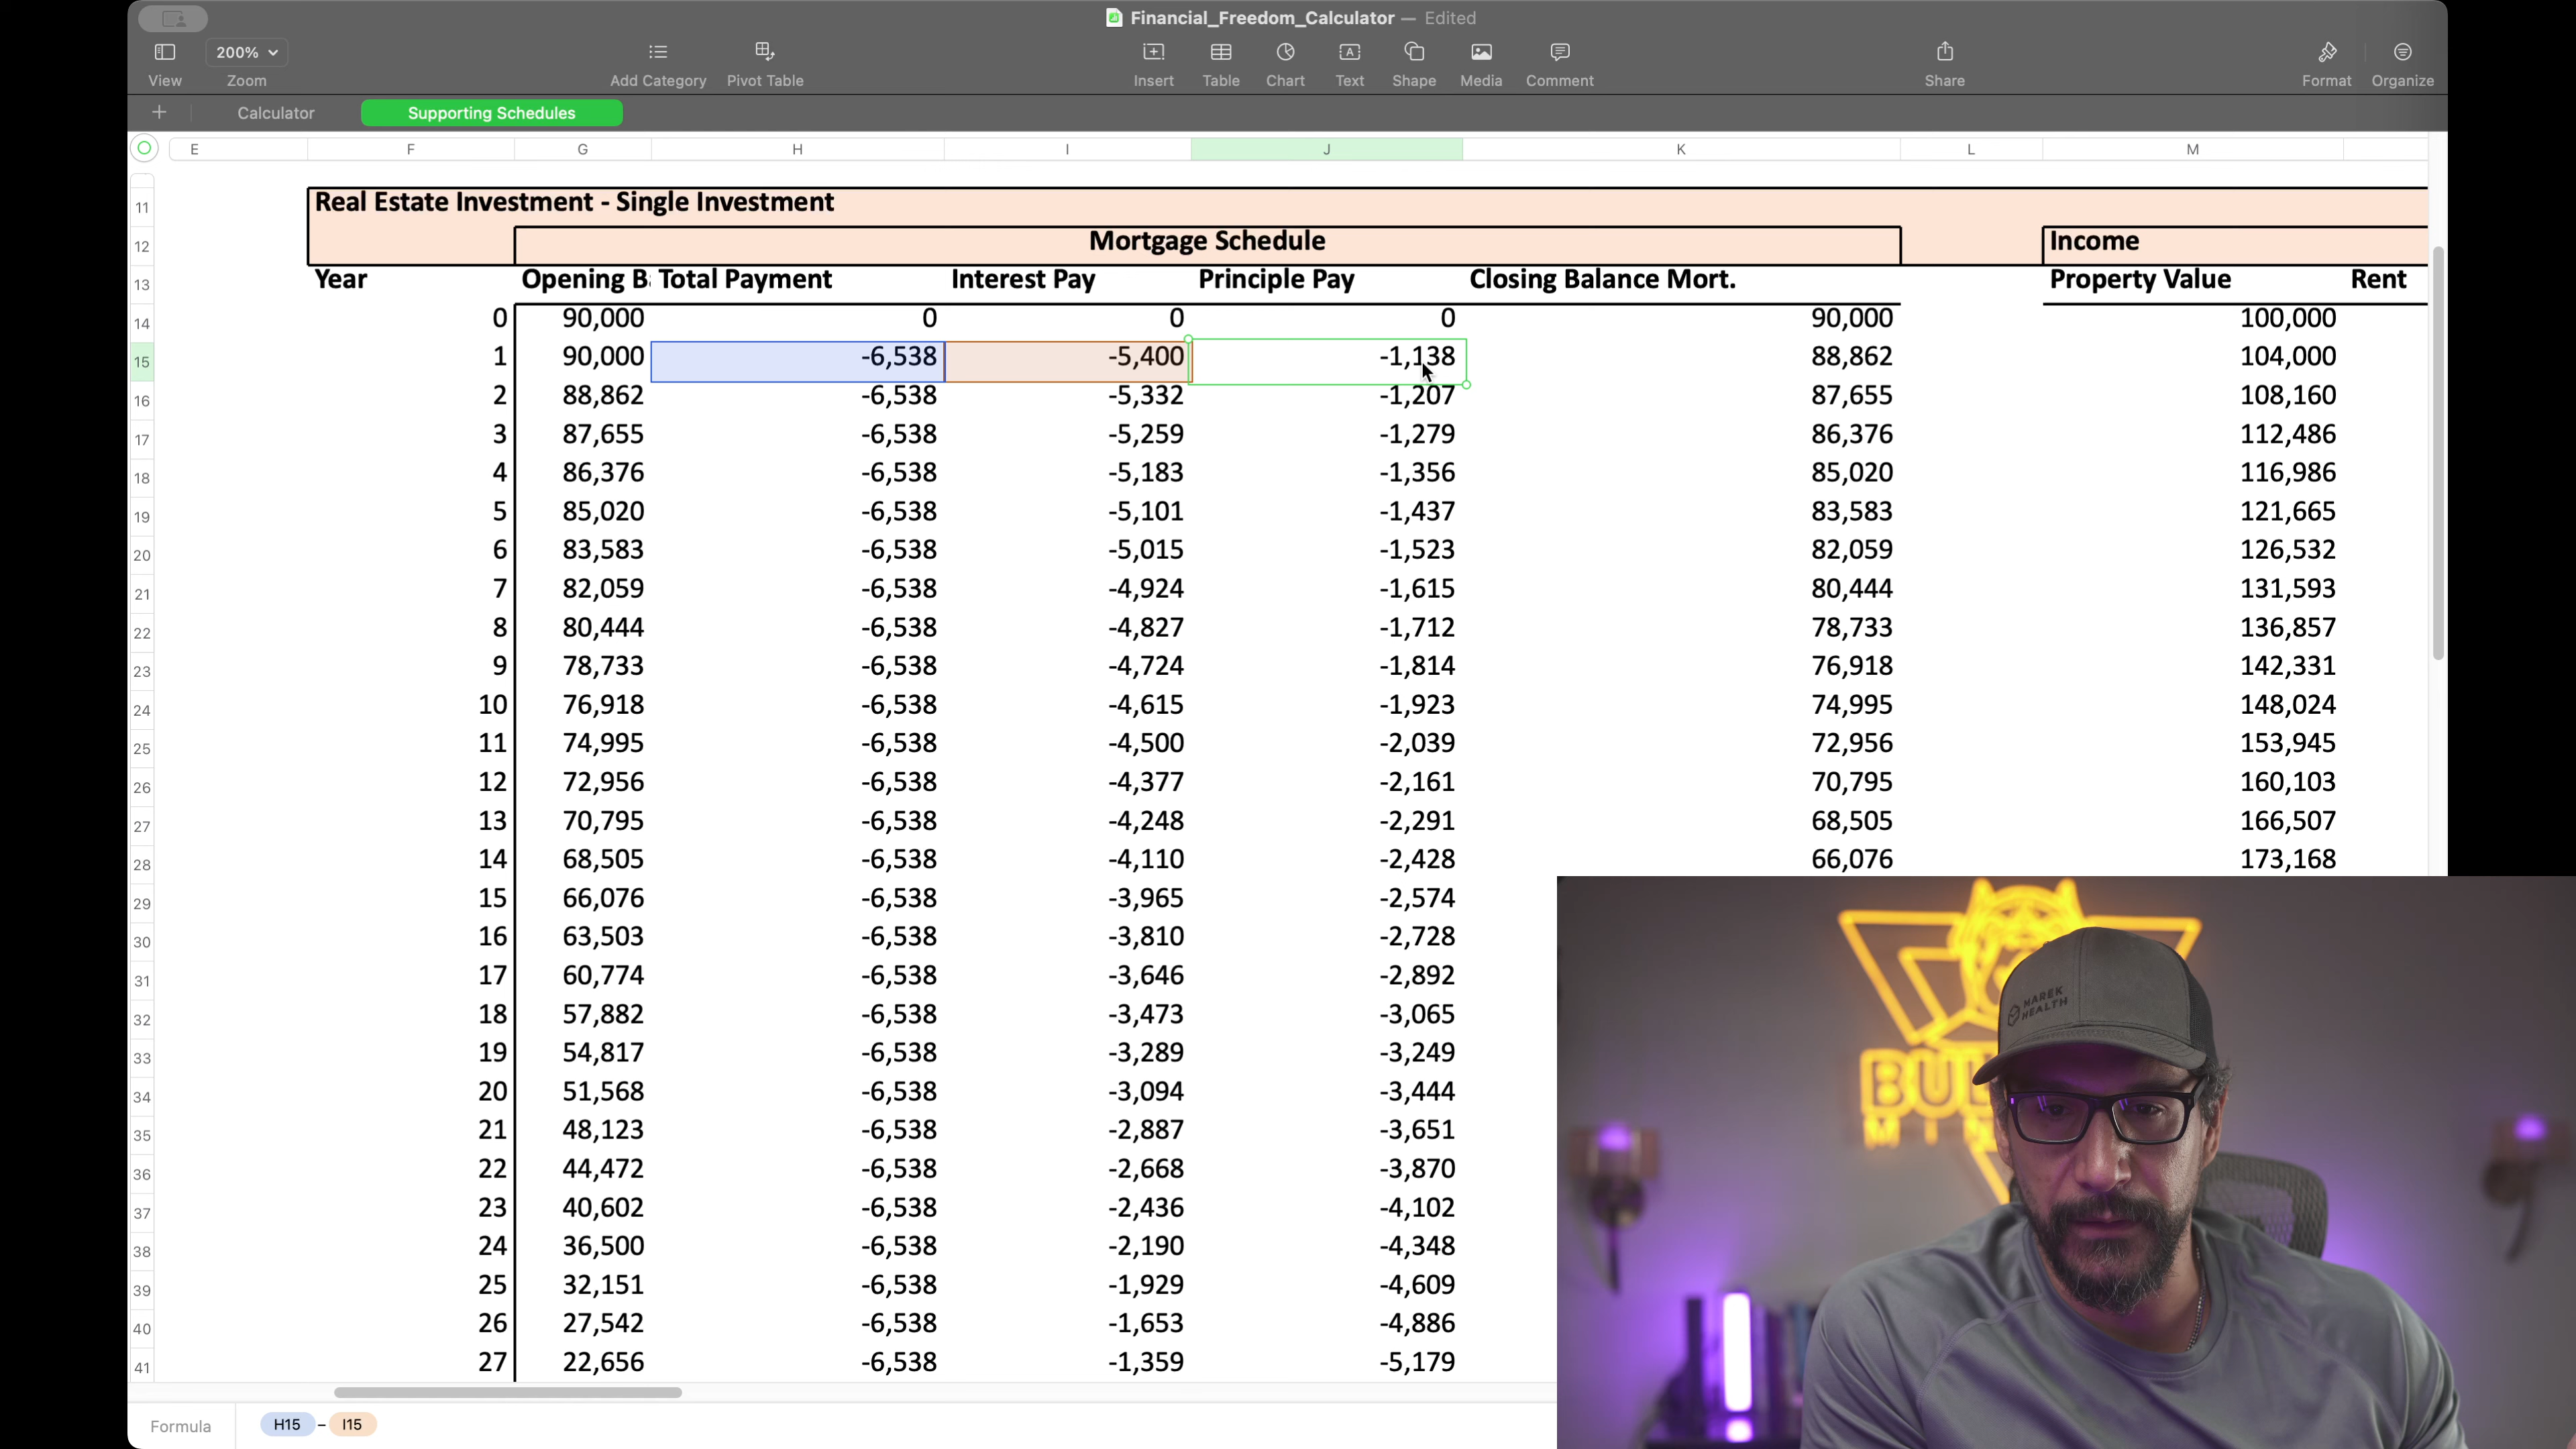 Financial_Freedom_Calculator — Edited
200%
View Zoom Add Category Pivot Table Insert Table Chart Text Shape Media Comment Share Format Organize
Calculator Supporting Schedules
E F G H I J K L M
11 Real Estate Investment - Single Investment
12 Mortgage Schedule Income
13 Year Opening B Total Payment Interest Pay Principle Pay Closing Balance Mort. Property Value Rent
14 0 90,000 0 0 0 90,000 100,000
15 1 90,000 -6,538 -5,400 -1,138 88,862 104,000
16 2 88,862 -6,538 -5,332 -1,207 87,655 108,160
17 3 87,655 -6,538 -5,259 -1,279 86,376 112,486
18 4 86,376 -6,538 -5,183 -1,356 85,020 116,986
19 5 85,020 -6,538 -5,101 -1,437 83,583 121,665
20 6 83,583 -6,538 -5,015 -1,523 82,059 126,532
21 7 82,059 -6,538 -4,924 -1,615 80,444 131,593
22 8 80,444 -6,538 -4,827 -1,712 78,733 136,857
23 9 78,733 -6,538 -4,724 -1,814 76,918 142,331
24 10 76,918 -6,538 -4,615 -1,923 74,995 148,024
25 11 74,995 -6,538 -4,500 -2,039 72,956 153,945
26 12 72,956 -6,538 -4,377 -2,161 70,795 160,103
27 13 70,795 -6,538 -4,248 -2,291 68,505 166,507
28 14 68,505 -6,538 -4,110 -2,428 66,076 173,168
29 15 66,076 -6,538 -3,965 -2,574
30 16 63,503 -6,538 -3,810 -2,728
31 17 60,774 -6,538 -3,646 -2,892
32 18 57,882 -6,538 -3,473 -3,065
33 19 54,817 -6,538 -3,289 -3,249
34 20 51,568 -6,538 -3,094 -3,444
35 21 48,123 -6,538 -2,887 -3,651
36 22 44,472 -6,538 -2,668 -3,870
37 23 40,602 -6,538 -2,436 -4,102
38 24 36,500 -6,538 -2,190 -4,348
39 25 32,151 -6,538 -1,929 -4,609
40 26 27,542 -6,538 -1,653 -4,886
41 27 22,656 -6,538 -1,359 -5,179
Formula H15 – I15
MAREK
HEALTH